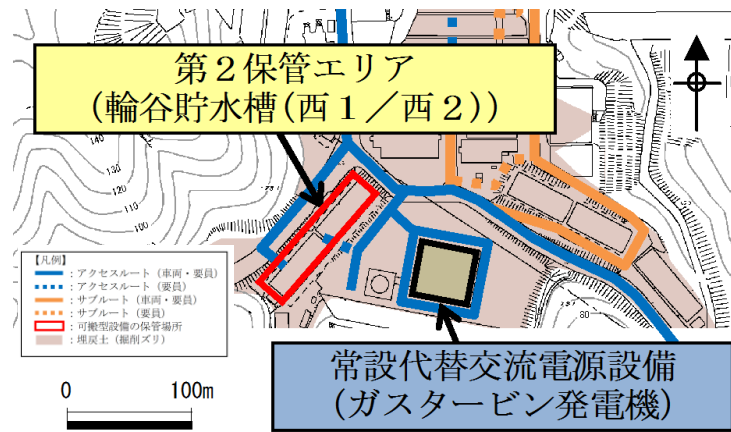 第２保管エリア
(輪谷貯水槽(西１／西２))
140
130
120
110
100
80
【凡例】
：アクセスルート（車両・要員）
：アクセスルート（要員）
：サブルート（車両・要員）
：サブルート（要員）
：可搬型設備の保管場所
：埋戻土（掘削ズリ）
0 100m
常設代替交流電源設備
(ガスタービン発電機)